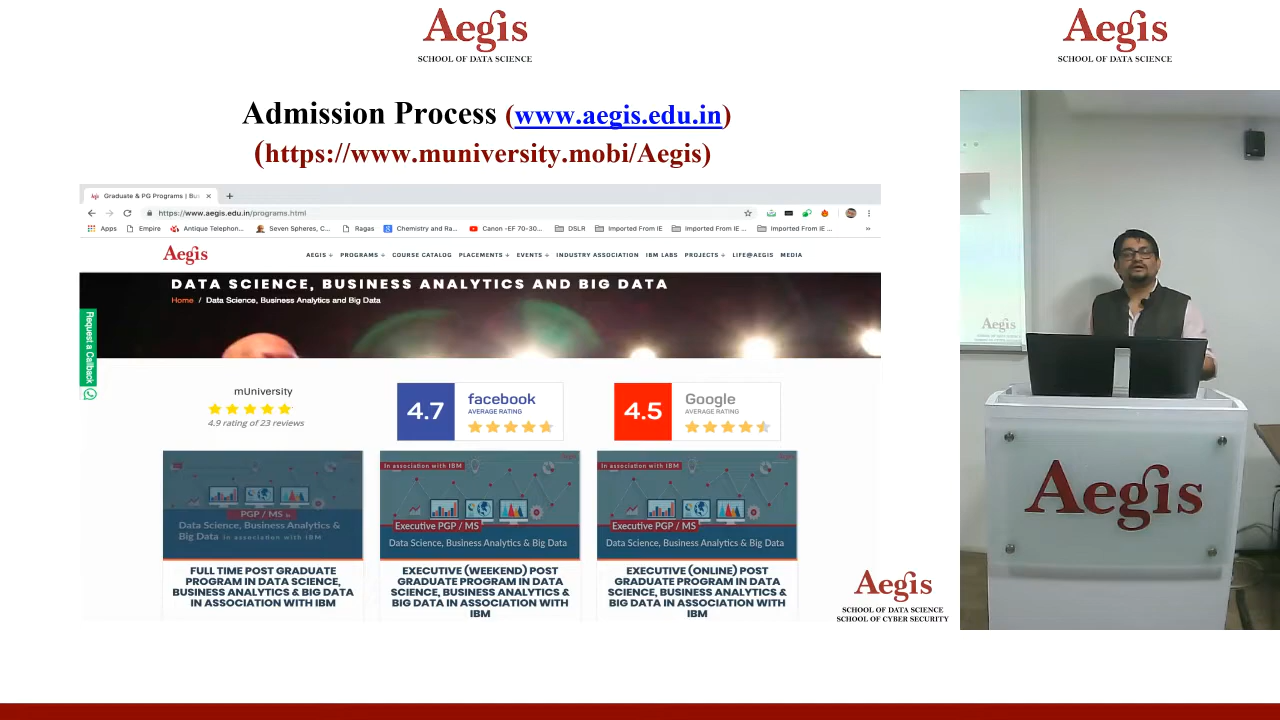 Aegis
SCHOOL OF DATA SCIENCE
Aegis
SCHOOL OF DATA SCIENCE
Admission Process (www.aegis.edu.in)
(https://www.muniversity.mobi/Aegis)
Graduate & PG Programs | Bus
https://www.aegis.edu.in/programs.html
Apps Empire Antique Telephon... Seven Spheres, C... Ragas Chemistry and Ra... Canon -EF 70-30... DSLR Imported From IE Imported From IE ... Imported From IE ... »
Aegis
AEGIS + PROGRAMS + COURSE CATALOG PLACEMENTS + EVENTS + INDUSTRY ASSOCIATION IBM LABS PROJECTS + LIFE@AEGIS MEDIA
DATA SCIENCE, BUSINESS ANALYTICS AND BIG DATA
Home / Data Science, Business Analytics and Big Data
Request a Callback
mUniversity
4.9 rating of 23 reviews
4.7
facebook
AVERAGE RATING
4.5
Google
AVERAGE RATING
PGP / MS
Data Science, Business Analytics &
Big Data In association with IBM
FULL TIME POST GRADUATE
PROGRAM IN DATA SCIENCE,
BUSINESS ANALYTICS & BIG DATA
IN ASSOCIATION WITH IBM
In association with IBM
Executive PGP / MS
Data Science, Business Analytics & Big Data
EXECUTIVE (WEEKEND) POST
GRADUATE PROGRAM IN DATA
SCIENCE, BUSINESS ANALYTICS &
BIG DATA IN ASSOCIATION WITH
IBM
In association with IBM
Executive PGP / MS
Data Science, Business Analytics & Big Data
EXECUTIVE (ONLINE) POST
GRADUATE PROGRAM IN DATA
SCIENCE, BUSINESS ANALYTICS &
BIG DATA IN ASSOCIATION WITH
IBM
Aegis
SCHOOL OF DATA SCIENCE
SCHOOL OF CYBER SECURITY
Aegis
Aegis